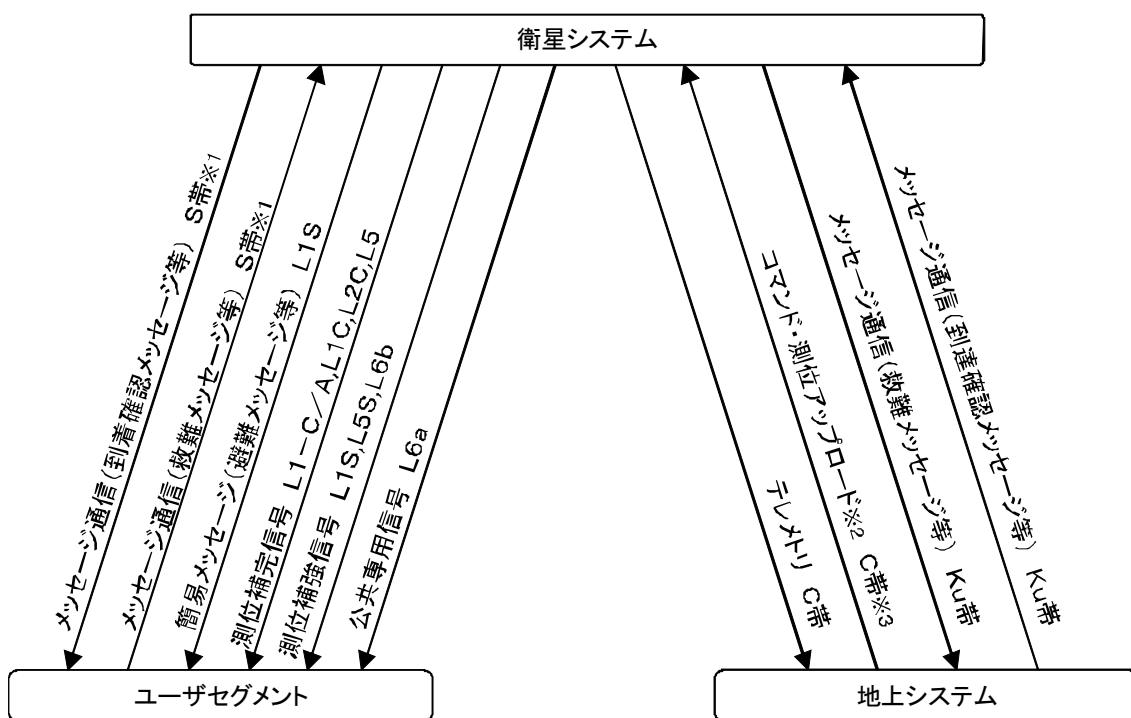 衛星システム
メッセージ通信(到着確認メッセージ等) S帯※1
メッセージ通信(救難メッセージ等) S帯※1
簡易メッセージ(避難メッセージ等) L1S
測位補完信号 L1-C/A,L1C,L2C,L5
測位補強信号 L1S,L5S,L6b
公共専用信号 L6a
テレメトリ C帯
コマンド・測位アップロード※2 C帯※3
メッセージ通信(救難メッセージ等) Ku帯
メッセージ通信(到達確認メッセージ等) Ku帯
ユーザセグメント
地上システム